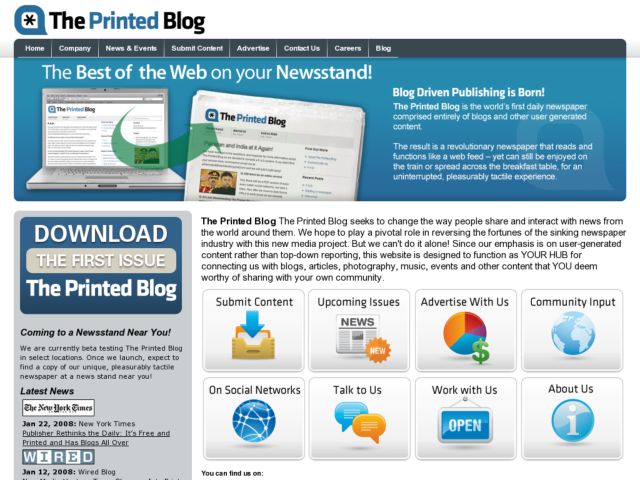 The Printed Blog
Home Company News & Events Submit Content Advertise Contact Us Careers Blog
The Best of the Web on your Newsstand!
Blog Driven Publishing is Born!
The Printed Blog is the world's first daily newspaper
comprised entirely of blogs and other user generated
content.
The result is a revolutionary newspaper that reads and
functions like a web feed – yet can still be enjoyed on
the train or spread across the breakfast table, for an
uninterrupted, pleasurably tactile experience.
The Printed Blog
Pakistan and India at it Again!
DOWNLOAD
THE FIRST ISSUE
The Printed Blog
Coming to a Newsstand Near You!
We are currently beta testing The Printed Blog
in select locations. Once we launch, expect to
find a copy of our unique, pleasurably tactile
newspaper at a news stand near you!
Latest News
The New York Times
Jan 22, 2008: New York Times
Publisher Rethinks the Daily: It's Free and
Printed and Has Blogs All Over
WIRED
Jan 12, 2008: Wired Blog
The Printed Blog The Printed Blog seeks to change the way people share and interact with news from
the world around them. We hope to play a pivotal role in reversing the fortunes of the sinking newspaper
industry with this new media project. But we can't do it alone! Since our emphasis is on user-generated
content rather than top-down reporting, this website is designed to function as YOUR HUB for
connecting us with blogs, articles, photography, music, events and other content that YOU deem
worthy of sharing with your own community.
Submit Content Upcoming Issues Advertise With Us Community Input
NEWS
NEW
$
On Social Networks Talk to Us Work with Us About Us
OPEN
You can find us on: